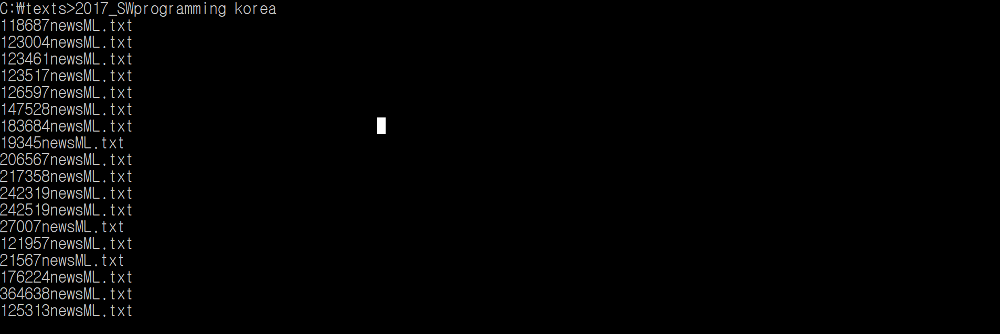 C:₩texts>2017_SWprogramming korea
118687newsML.txt
123004newsML.txt
123461newsML.txt
123517newsML.txt
126597newsML.txt
147528newsML.txt
183684newsML.txt
19345newsML.txt
206567newsML.txt
217358newsML.txt
242319newsML.txt
242519newsML.txt
27007newsML.txt
121957newsML.txt
21567newsML.txt
176224newsML.txt
364638newsML.txt
125313newsML.txt